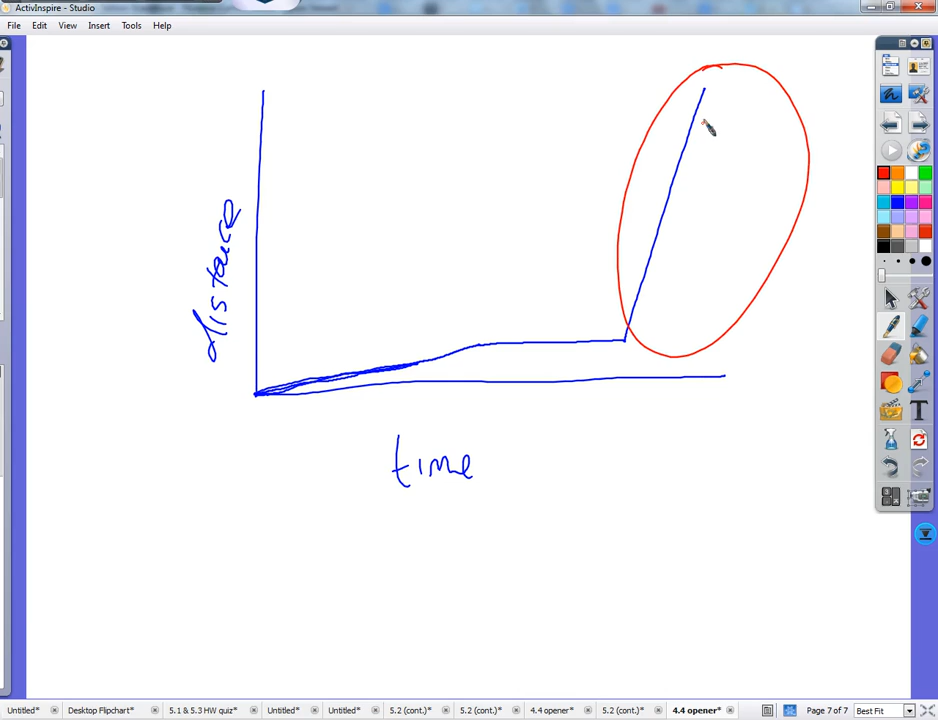 ActivInspire - Studio
File Edit View Insert Tools Help
distance
time
Untitled* Desktop Flipchart* 5.1 & 5.3 HW quiz* Untitled* Untitled* 5.2 (cont.)* 5.2 (cont.)* 4.4 opener* 5.2 (cont.)* 4.4 opener* Page 7 of 7 Best Fit